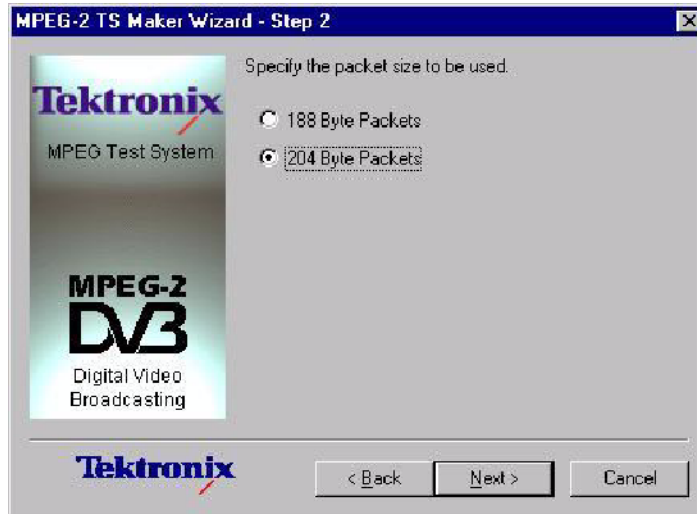 MPEG-2 TS Maker Wizard - Step 2
Tektronix
MPEG Test System
MPEG-2
DVB
Digital Video
Broadcasting
Specify the packet size to be used.
188 Byte Packets
204 Byte Packets
Tektronix
< Back
Next >
Cancel